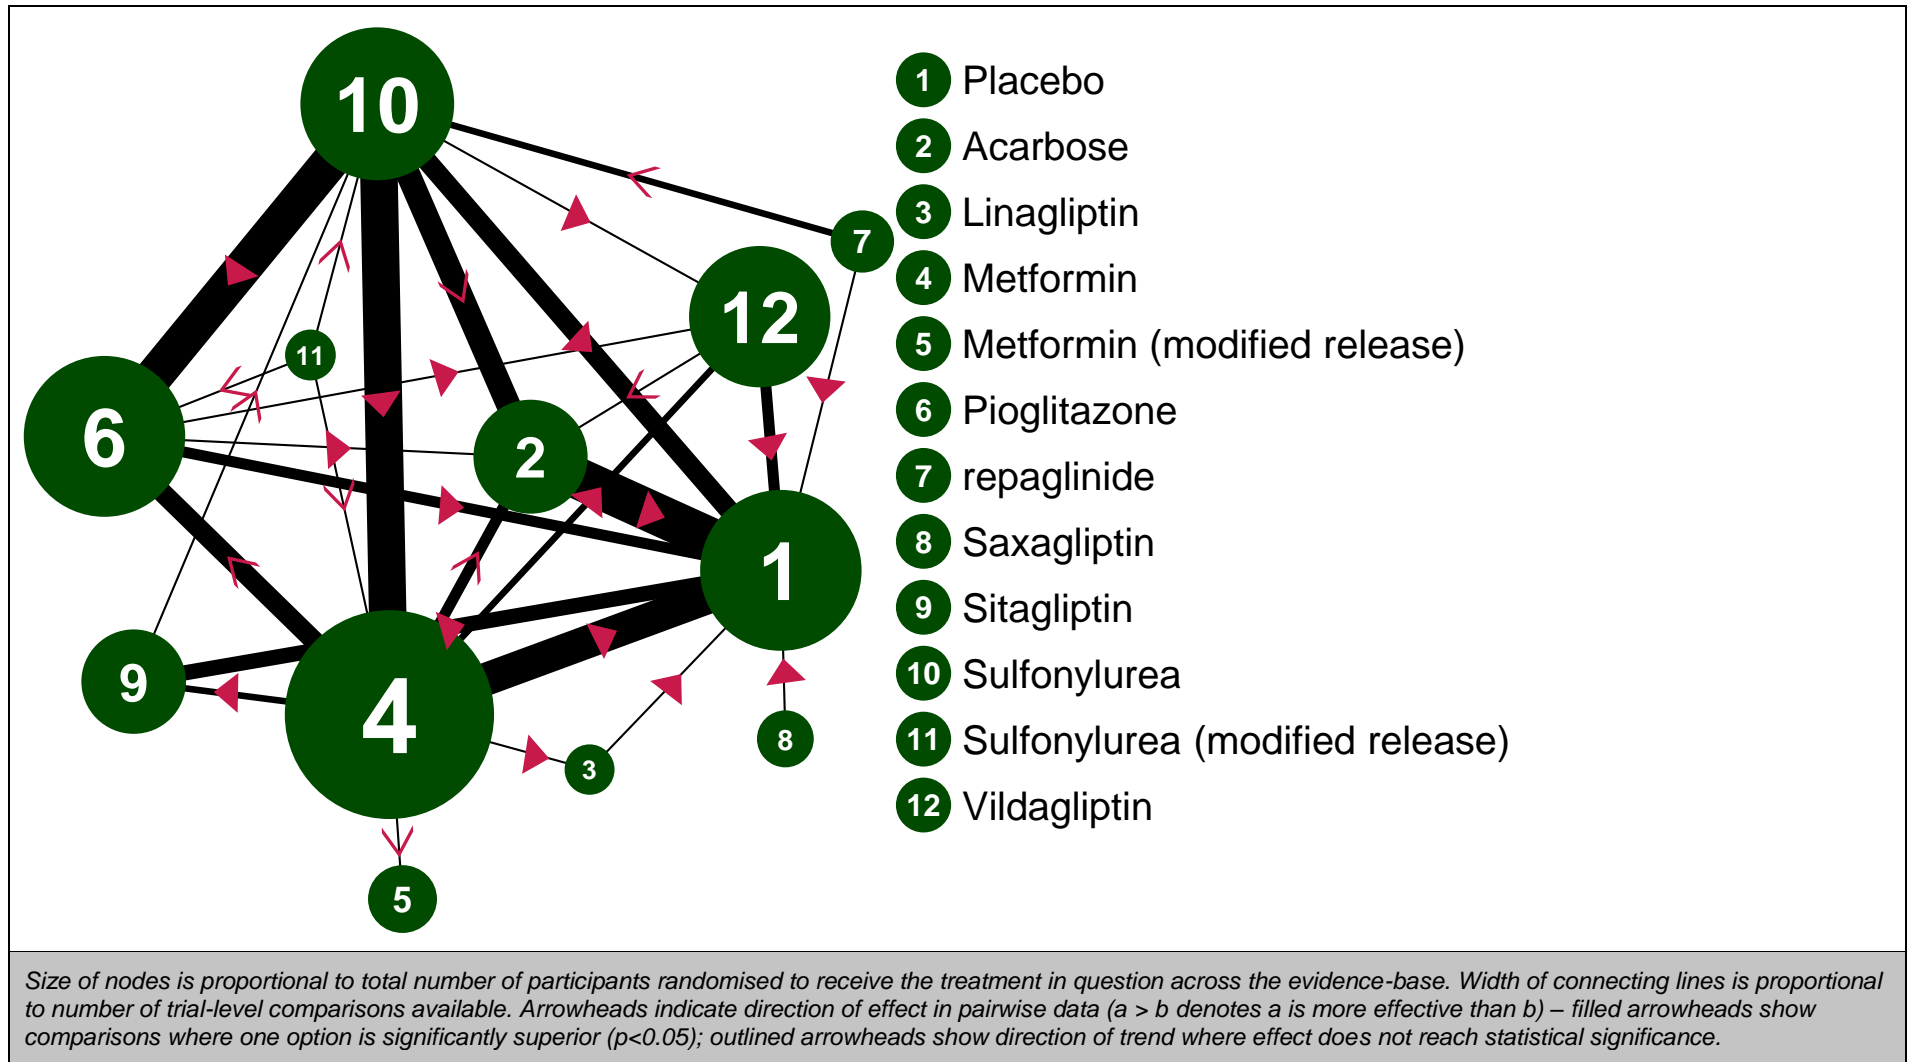 10
7
12
11
6
2
1
9
4
8
3
5
1 Placebo
2 Acarbose
3 Linagliptin
4 Metformin
5 Metformin (modified release)
6 Pioglitazone
7 repaglinide
8 Saxagliptin
9 Sitagliptin
10 Sulfonylurea
11 Sulfonylurea (modified release)
12 Vildagliptin
Size of nodes is proportional to total number of participants randomised to receive the treatment in question across the evidence-base. Width of connecting lines is proportional
to number of trial-level comparisons available. Arrowheads indicate direction of effect in pairwise data (a > b denotes a is more effective than b) – filled arrowheads show
comparisons where one option is significantly superior (p<0.05); outlined arrowheads show direction of trend where effect does not reach statistical significance.